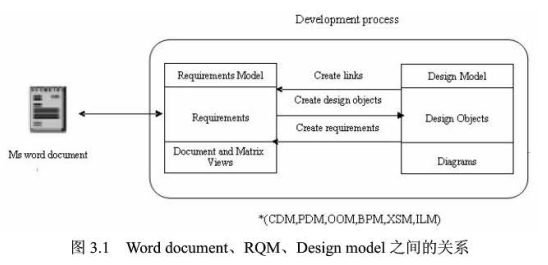 Development process
Requirements Model
Create links
Design Model
Create design objects
Requirements
Design Objects
Create requirements
Ms word document
Document and Matrix
Views
Diagrams
*(CDM,PDM,OOM,BPM,XSM,ILM)
图 3.1 Word document、RQM、Design model 之间的关系